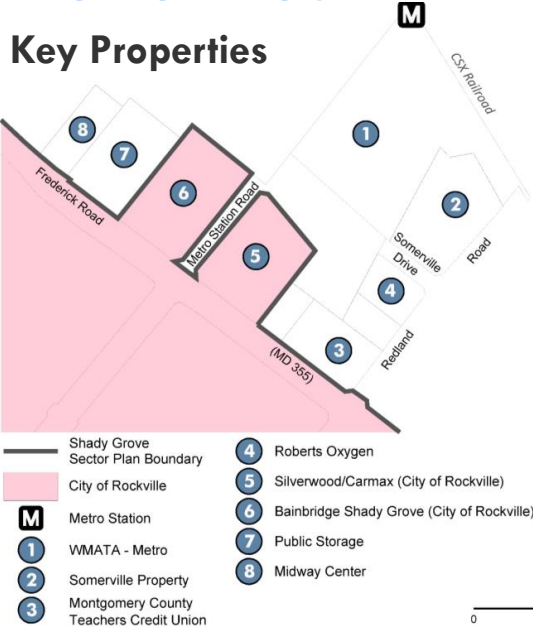 Key Properties
M
CSX Railroad
1
8
7
2
6
Frederick Road
Metro Station Road
Somerville
Drive
Road
5
4
Redland
3
(MD 355)
Shady Grove
Sector Plan Boundary
City of Rockville
M Metro Station
1 WMATA - Metro
2 Somerville Property
3 Montgomery County
Teachers Credit Union
4 Roberts Oxygen
5 Silverwood/Carmax (City of Rockville)
6 Bainbridge Shady Grove (City of Rockville)
7 Public Storage
8 Midway Center
0